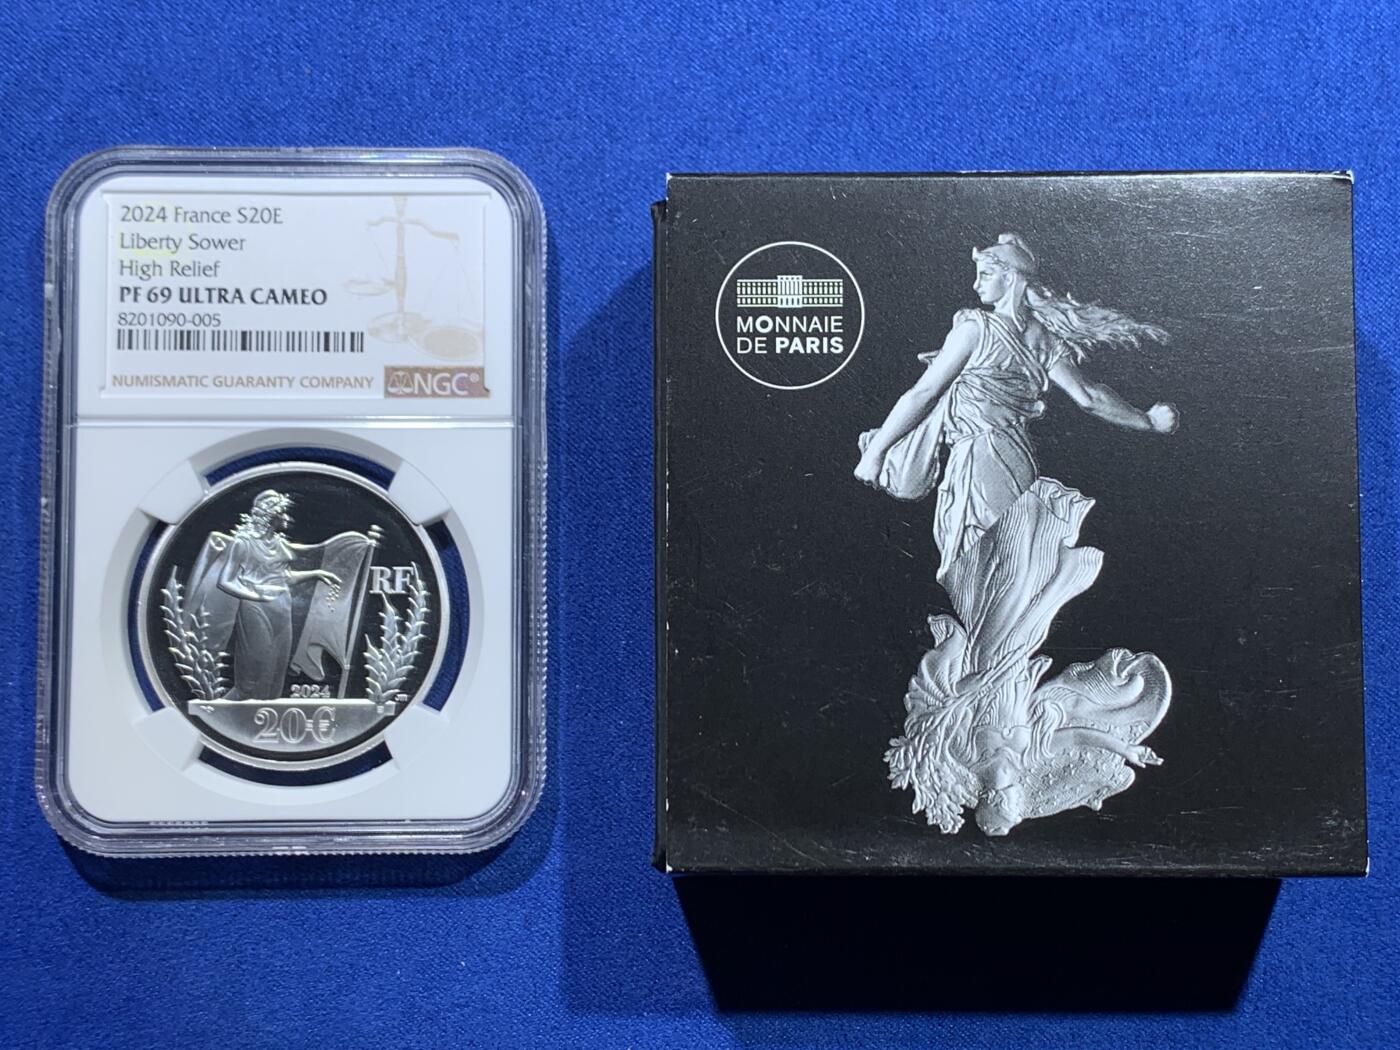 2024 France S20E
Liberty Sower
High Relief
PF 69 ULTRA CAMEO
8201090-005
NUMISMATIC GUARANTY COMPANY
NGC®
RF
2024
20€
MONNAIE
DE PARIS